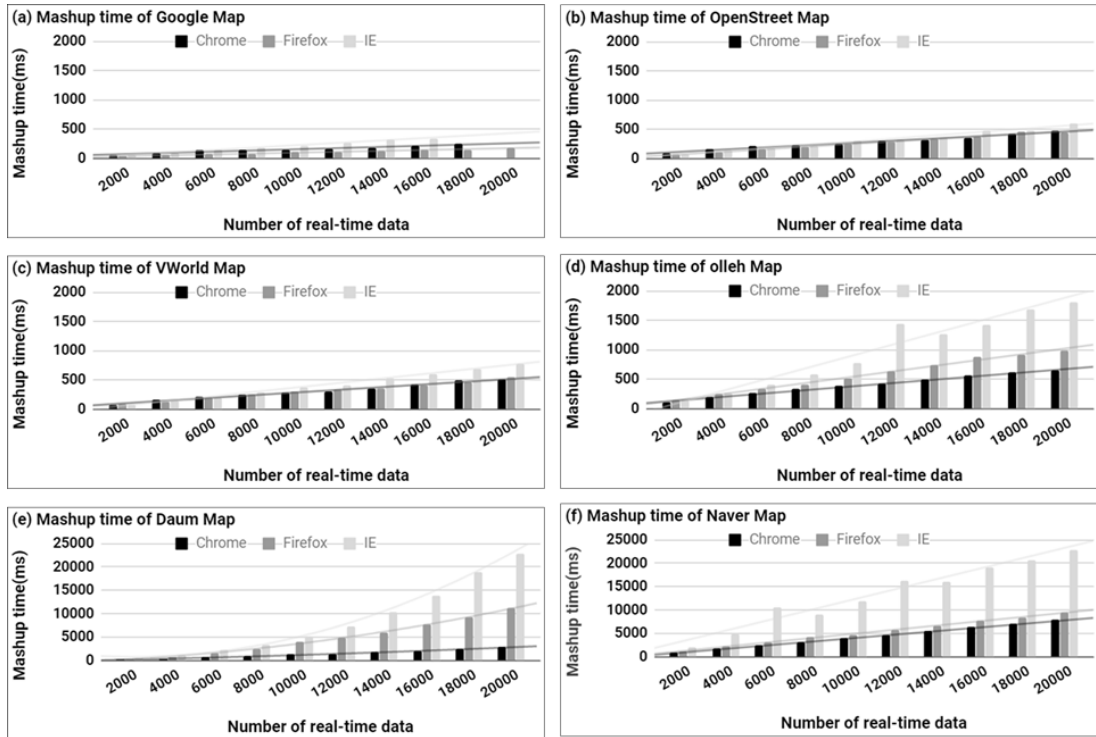 (a) Mashup time of Google Map
Chrome Firefox IE
Mashup time(ms)
2000
1500
1000
500
0
2000 4000 6000 8000 10000 12000 14000 16000 18000 20000
Number of real-time data
(b) Mashup time of OpenStreet Map
Chrome Firefox IE
Mashup time(ms)
2000
1500
1000
500
0
2000 4000 6000 8000 10000 12000 14000 16000 18000 20000
Number of real-time data
(c) Mashup time of VWorld Map
Chrome Firefox IE
Mashup time(ms)
2000
1500
1000
500
0
2000 4000 6000 8000 10000 12000 14000 16000 18000 20000
Number of real-time data
(d) Mashup time of olleh Map
Chrome Firefox IE
Mashup time(ms)
2000
1500
1000
500
0
2000 4000 6000 8000 10000 12000 14000 16000 18000 20000
Number of real-time data
(e) Mashup time of Daum Map
Chrome Firefox IE
Mashup time(ms)
25000
20000
15000
10000
5000
0
2000 4000 6000 8000 10000 12000 14000 16000 18000 20000
Number of real-time data
(f) Mashup time of Naver Map
Chrome Firefox IE
Mashup time(ms)
25000
20000
15000
10000
5000
0
2000 4000 6000 8000 10000 12000 14000 16000 18000 20000
Number of real-time data